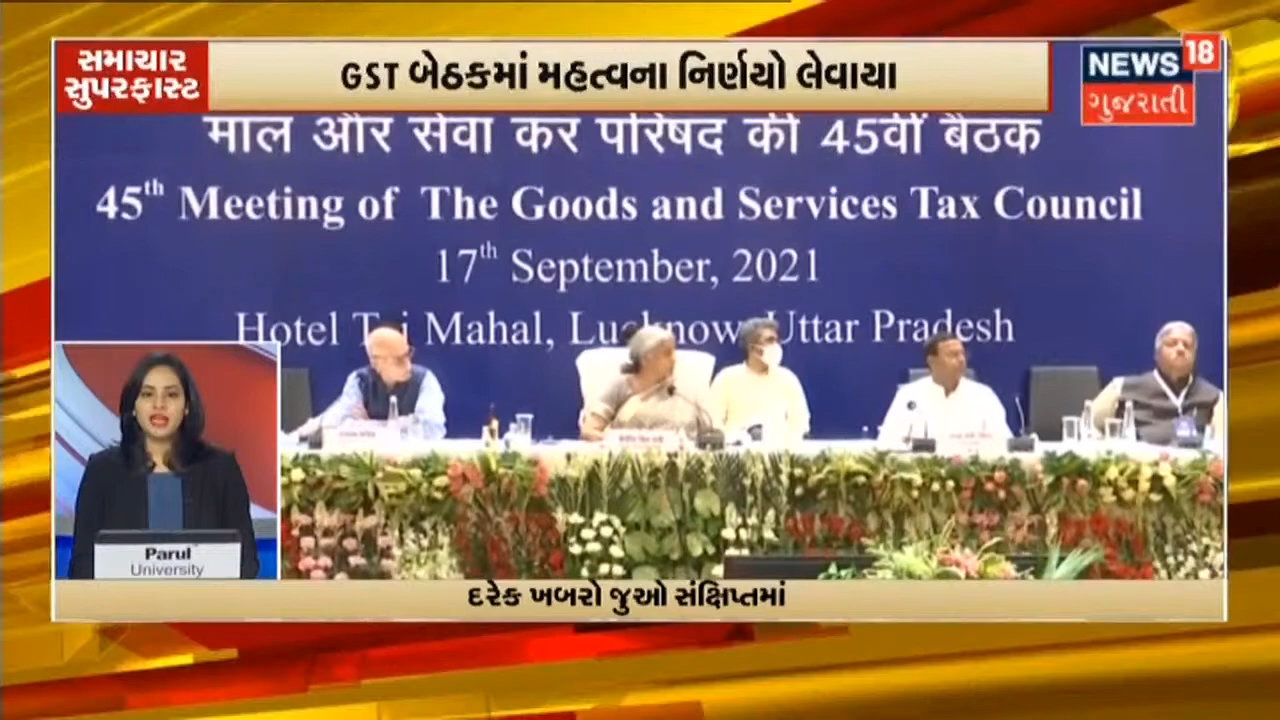 સમાચાર
સુપરફાસ્ટ
GST બેઠકમાં મહત્વના નિર્ણયો લેવાયા
NEWS 18
ગુજરાતી
माल और सेवा कर परिषद की 45वीं बैठक
45th Meeting of The Goods and Services Tax Council
17th September, 2021
Hotel Taj Mahal, Lucknow, Uttar Pradesh
Parul
University
દરેક ખબરો જુઓ સંક્ષિપ્તમાં